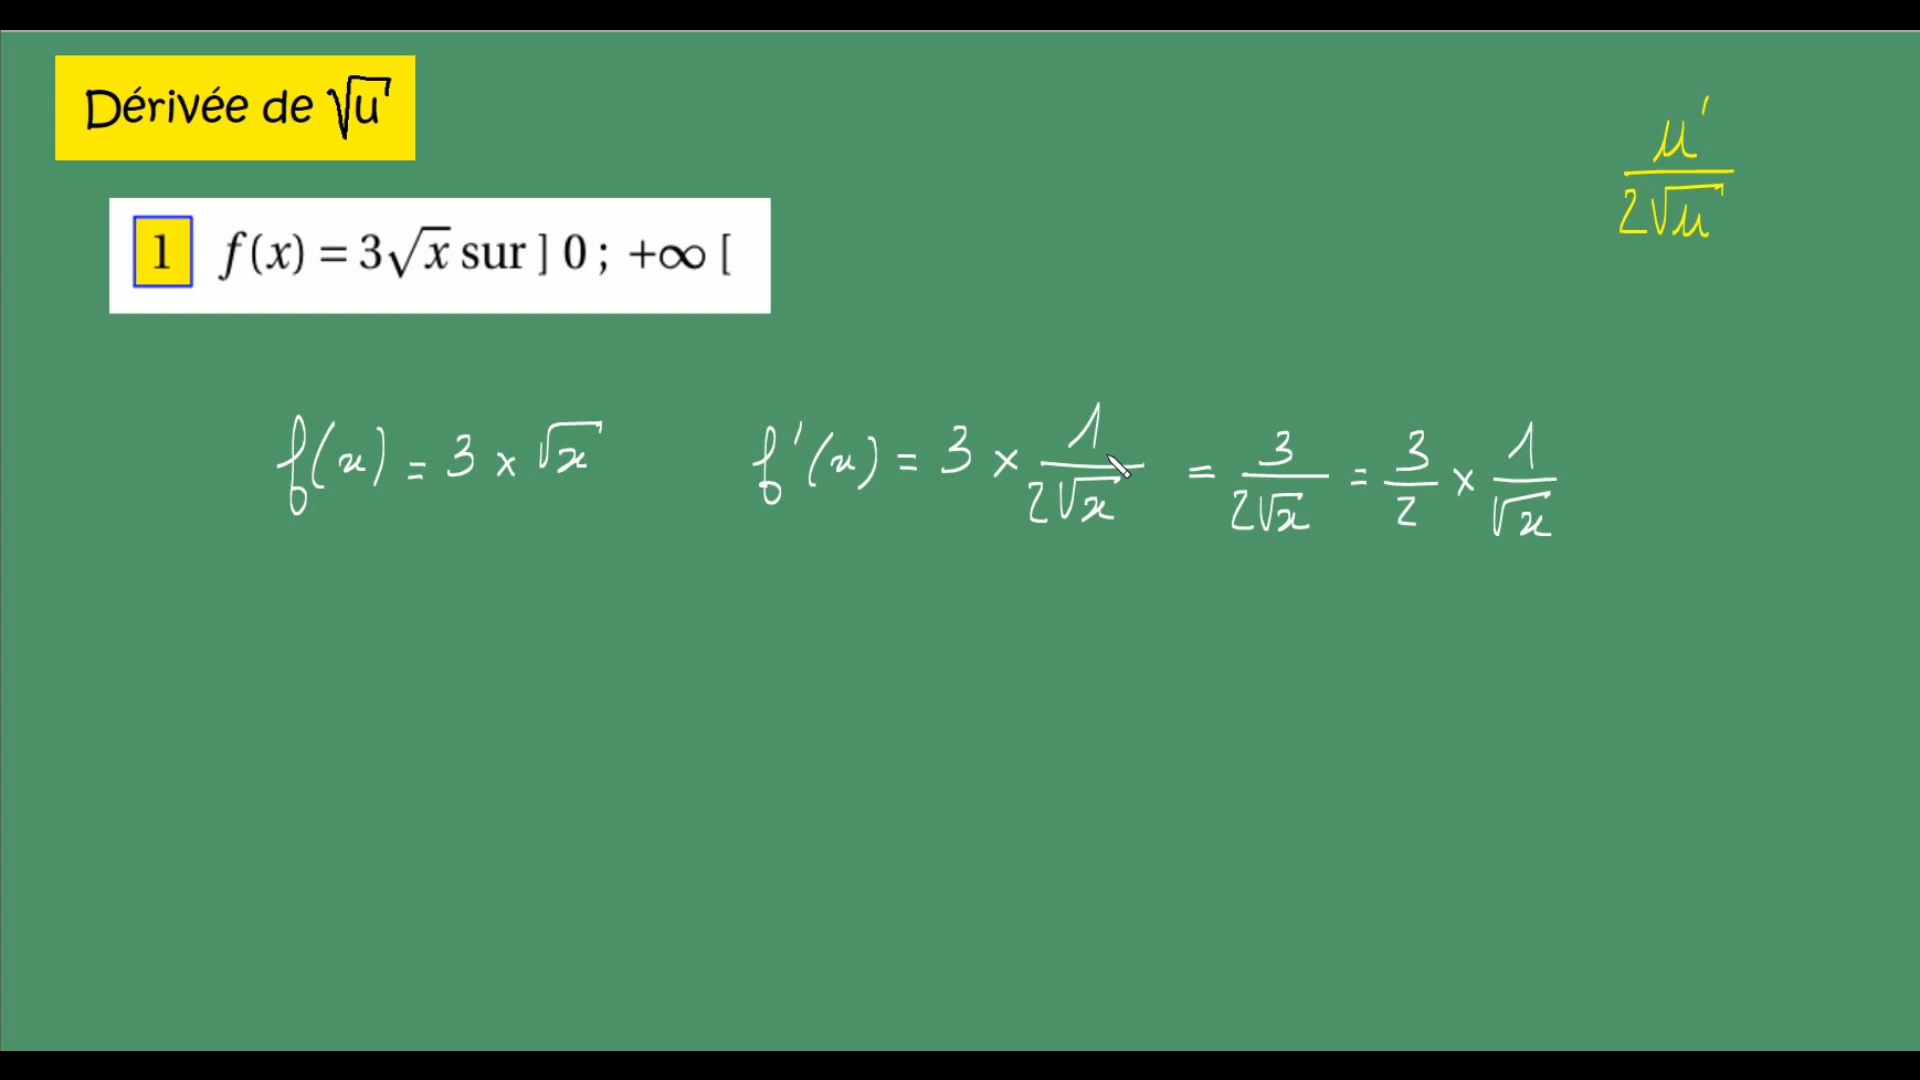 Dérivée de √u
u'/(2√u)
1 f(x) = 3√x sur ] 0 ; +∞ [
f(x) = 3 × √x f'(x) = 3 × 1/(2√x) = 3/(2√x) = 3/2 × 1/√x